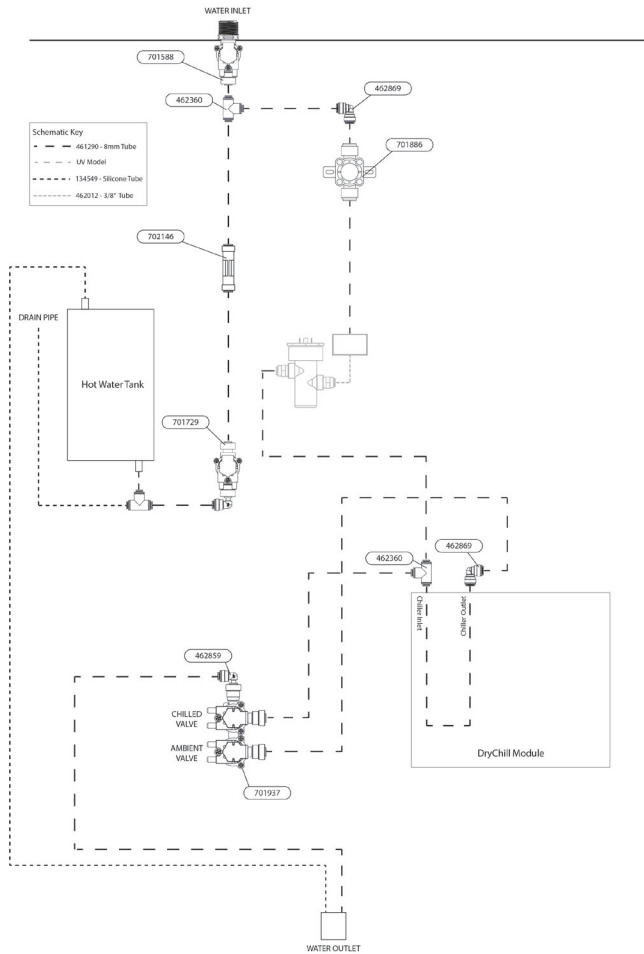 WATER INLET
701588
462360
462869
701886
Schematic Key
461290 - 8mm Tube
UV Model
134549 - Silicone Tube
462012 - 3/8" Tube
702146
DRAIN PIPE
Hot Water Tank
701729
462360
462869
Chiller Inlet
Chiller Outlet
462859
CHILLED
VALVE
AMBIENT
VALVE
DryChill Module
701937
WATER OUTLET